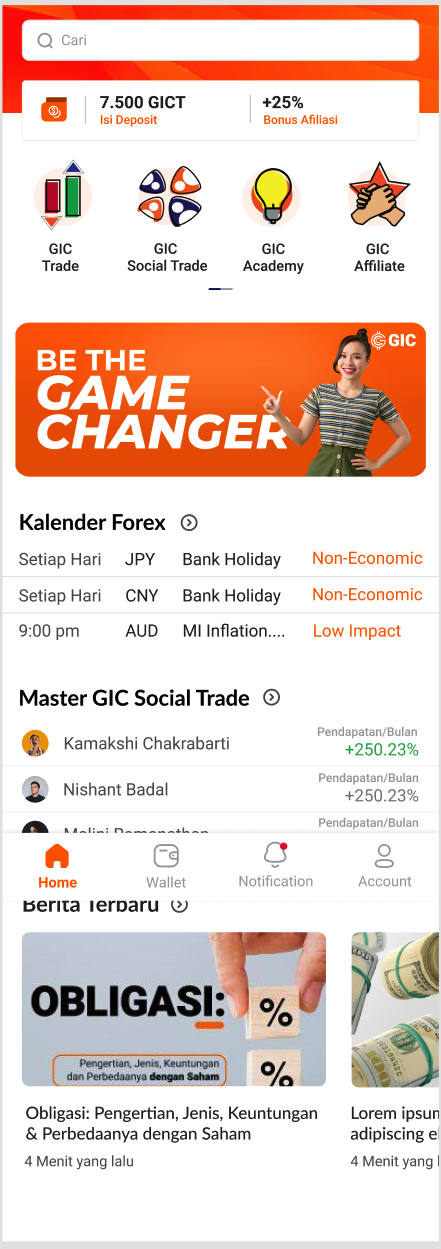 Cari
7.500 GICT
Isi Deposit
+25%
Bonus Afiliasi
GIC
Trade
GIC
Social Trade
GIC
Academy
GIC
Affiliate
GIC
BE THE
GAME
CHANGER
Kalender Forex
Setiap Hari JPY Bank Holiday Non-Economic
Setiap Hari CNY Bank Holiday Non-Economic
9:00 pm AUD MI Inflation.... Low Impact
Master GIC Social Trade
Kamakshi Chakrabarti
Pendapatan/Bulan
+250.23%
Nishant Badal
Pendapatan/Bulan
+250.23%
Pendapatan/Bulan
Home
Wallet
Notification
Account
Berita Terbaru
OBLIGASI:
%
%
Pengertian, Jenis, Keuntungan
dan Perbedaanya dengan Saham
Obligasi: Pengertian, Jenis, Keuntungan
& Perbedaanya dengan Saham
4 Menit yang lalu
Lorem ipsum
adipiscing
4 Menit yang